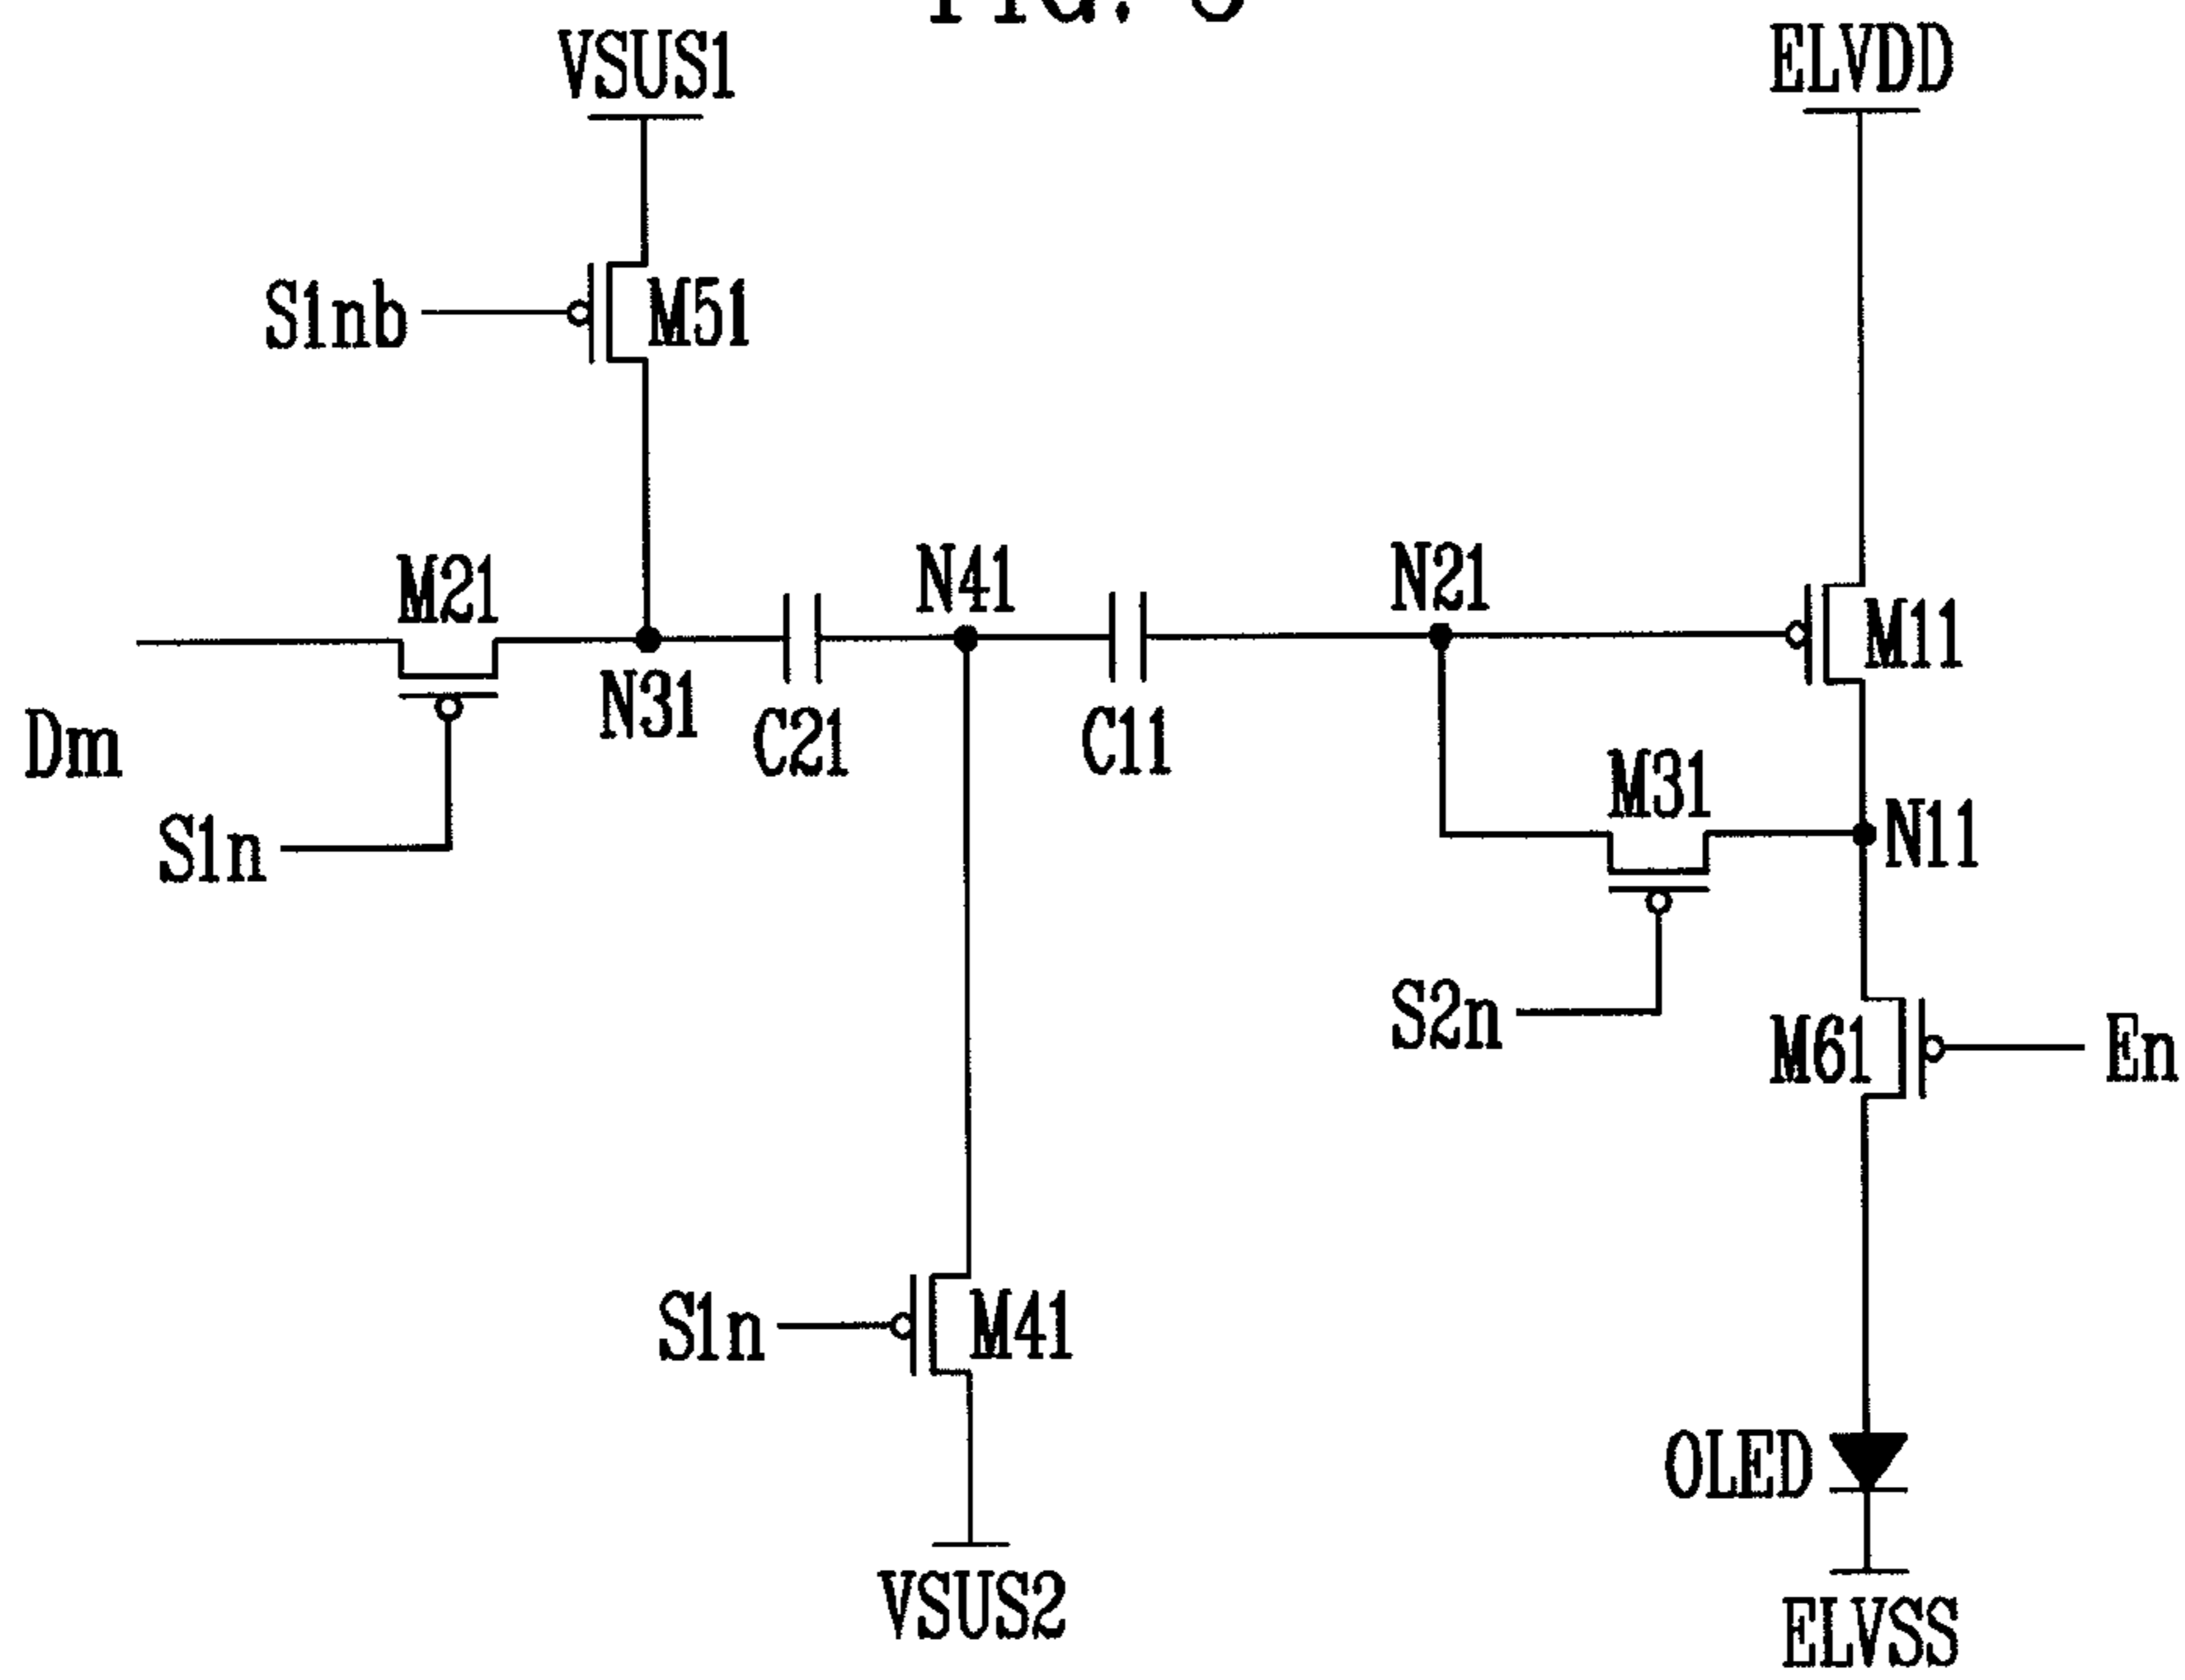 VSUS1
ELVDD
S1nb
M51
M21
N41
N21
M11
N31
C21
C11
Dm
M31
N11
S1n
S2n
M61
En
S1n
M41
OLED
VSUS2
ELVSS